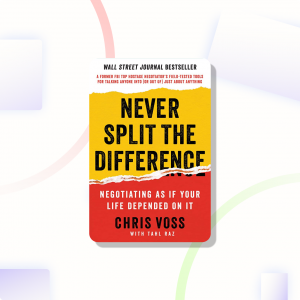 WALL STREET JOURNAL BESTSELLER
A FORMER FBI TOP HOSTAGE NEGOTIATOR'S FIELD-TESTED TOOLS
FOR TALKING ANYONE INTO (OR OUT OF) JUST ABOUT ANYTHING
NEVER
SPLIT THE
DIFFERENCE
NEGOTIATING AS IF YOUR
LIFE DEPENDED ON IT
CHRIS VOSS
WITH TAHL RAZ